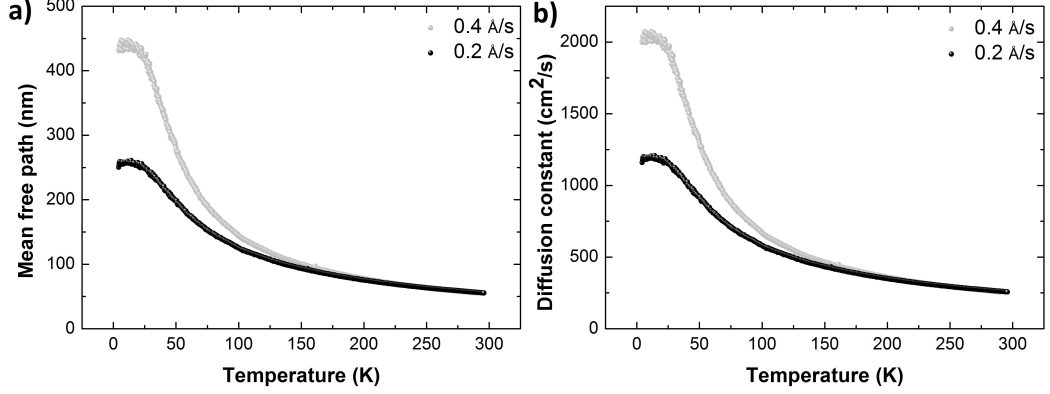 a)
500
400
300
200
100
0
Mean free path (nm)
0.4 Å/s
0.2 Å/s
0 50 100 150 200 250 300
Temperature (K)
b)
2000
1500
1000
500
0
Diffusion constant (cm²/s)
0.4 Å/s
0.2 Å/s
0 50 100 150 200 250 300
Temperature (K)